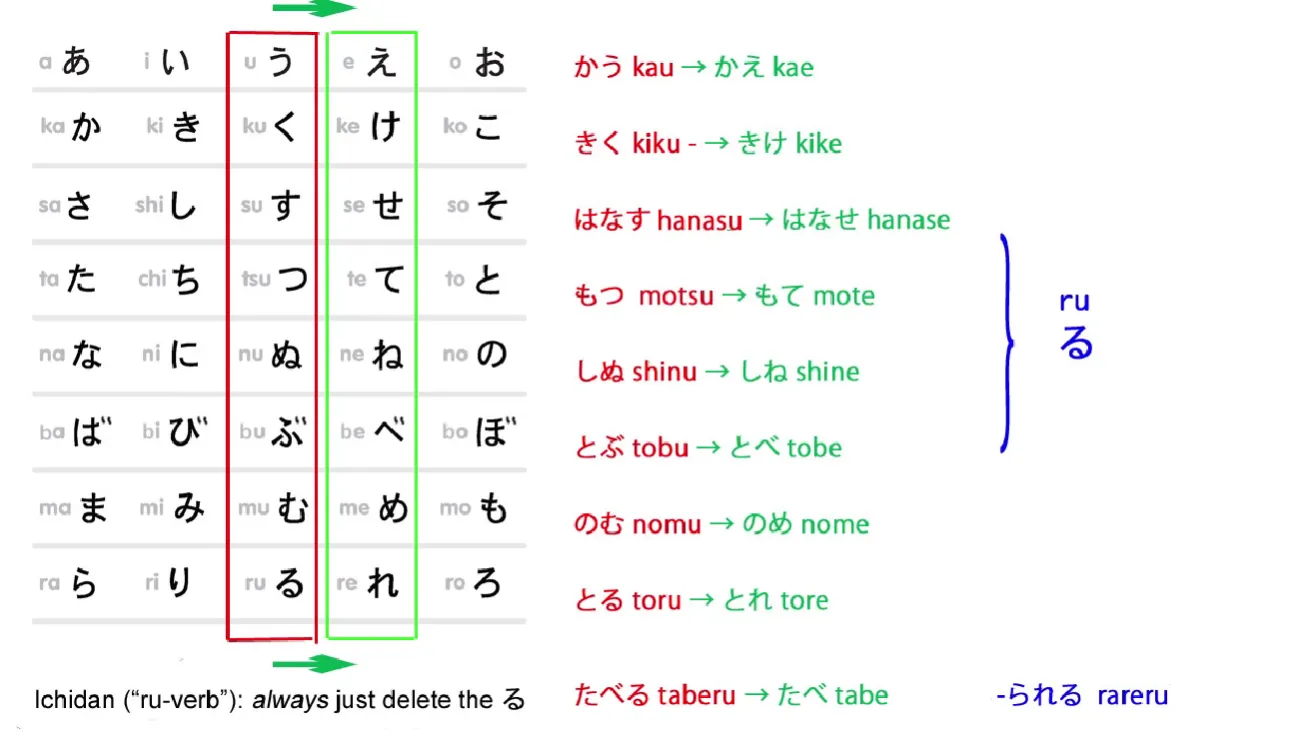 a あ i い u う e え o お
ka か ki き ku く ke け ko こ
sa さ shi し su す se せ so そ
ta た chi ち tsu つ te て to と
na な ni に nu ぬ ne ね no の
ba ば bi び bu ぶ be べ bo ぼ
ma ま mi み mu む me め mo も
ra ら ri り ru る re れ ro ろ
Ichidan (“ru-verb”): always just delete the る
かう kau → かえ kae
きく kiku - → きけ kike
はなす hanasu → はなせ hanase
もつ motsu → もて mote
しぬ shinu → しね shine
とぶ tobu → とべ tobe
のむ nomu → のめ nome
とる toru → とれ tore
たべる taberu → たべ tabe
ru
る
-られる rareru